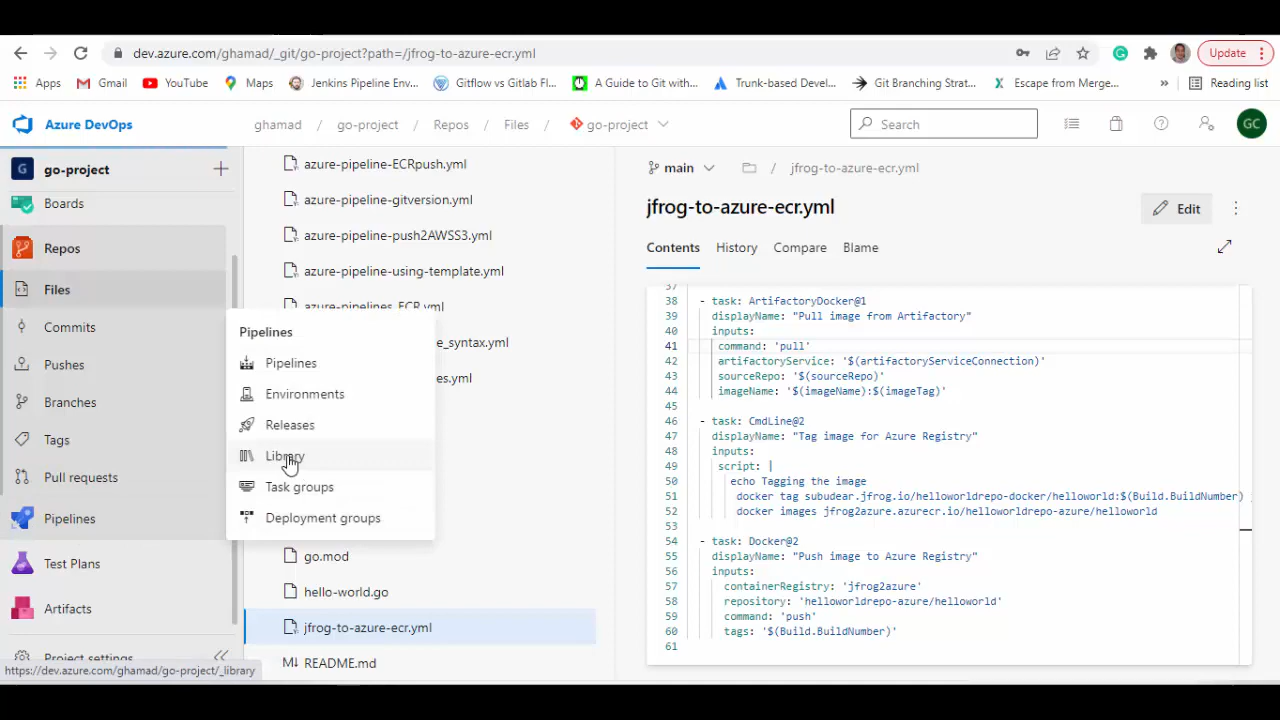 dev.azure.com/ghamad/_git/go-project?path=/jfrog-to-azure-ecr.yml
Update
Apps
Gmail
YouTube
Maps
Jenkins Pipeline Env...
Gitflow vs Gitlab Fl...
A Guide to Git with...
Trunk-based Devel...
Git Branching Strat...
Escape from Merge...
»
Reading list
Azure DevOps
ghamad / go-project / Repos / Files / go-project
Search
GC
G go-project
Boards
Repos
Files
Commits
Pushes
Branches
Tags
Pull requests
Pipelines
Test Plans
Artifacts
Project settings
https://dev.azure.com/ghamad/go-project/_library
azure-pipeline-ECRpush.yml
azure-pipeline-gitversion.yml
azure-pipeline-push2AWSS3.yml
azure-pipeline-using-template.yml
azure-pipelines_ECR.yml
e_syntax.yml
es.yml
Pipelines
Pipelines
Environments
Releases
Library
Task groups
Deployment groups
go.mod
hello-world.go
jfrog-to-azure-ecr.yml
M↓ README.md
main / jfrog-to-azure-ecr.yml
jfrog-to-azure-ecr.yml
Edit
Contents History Compare Blame
37
38 - task: ArtifactoryDocker@1
39 displayName: "Pull image from Artifactory"
40 inputs:
41 command: 'pull'
42 artifactoryService: '$(artifactoryServiceConnection)'
43 sourceRepo: '$(sourceRepo)'
44 imageName: '$(imageName):$(imageTag)'
45
46 - task: CmdLine@2
47 displayName: "Tag image for Azure Registry"
48 inputs:
49 script: |
50 echo Tagging the image
51 docker tag subudear.jfrog.io/helloworldrepo-docker/helloworld:$(Build.BuildNumber)
52 docker images jfrog2azure.azurecr.io/helloworldrepo-azure/helloworld
53
54 - task: Docker@2
55 displayName: "Push image to Azure Registry"
56 inputs:
57 containerRegistry: 'jfrog2azure'
58 repository: 'helloworldrepo-azure/helloworld'
59 command: 'push'
60 tags: '$(Build.BuildNumber)'
61